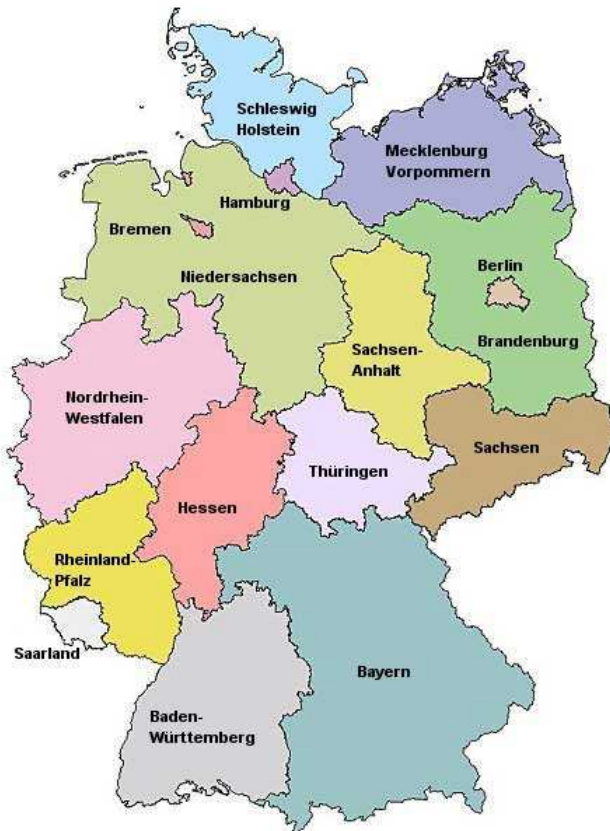 Schleswig
Holstein
Mecklenburg
Vorpommern
Hamburg
Bremen
Niedersachsen
Berlin
Brandenburg
Sachsen-
Anhalt
Nordrhein-
Westfalen
Sachsen
Thüringen
Hessen
Rheinland-
Pfalz
Saarland
Bayern
Baden-
Württemberg